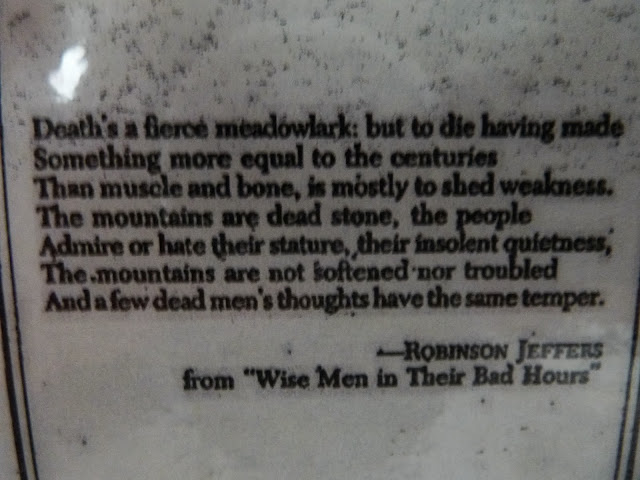 Death's a fierce meadowlark: but to die having made
Something more equal to the centuries
Than muscle and bone, is mostly to shed weakness.
The mountains are dead stone, the people
Admire or hate their stature, their insolent quietness,
The mountains are not softened nor troubled
And a few dead men's thoughts have the same temper.
—ROBINSON JEFFERS
from "Wise Men in Their Bad Hours"